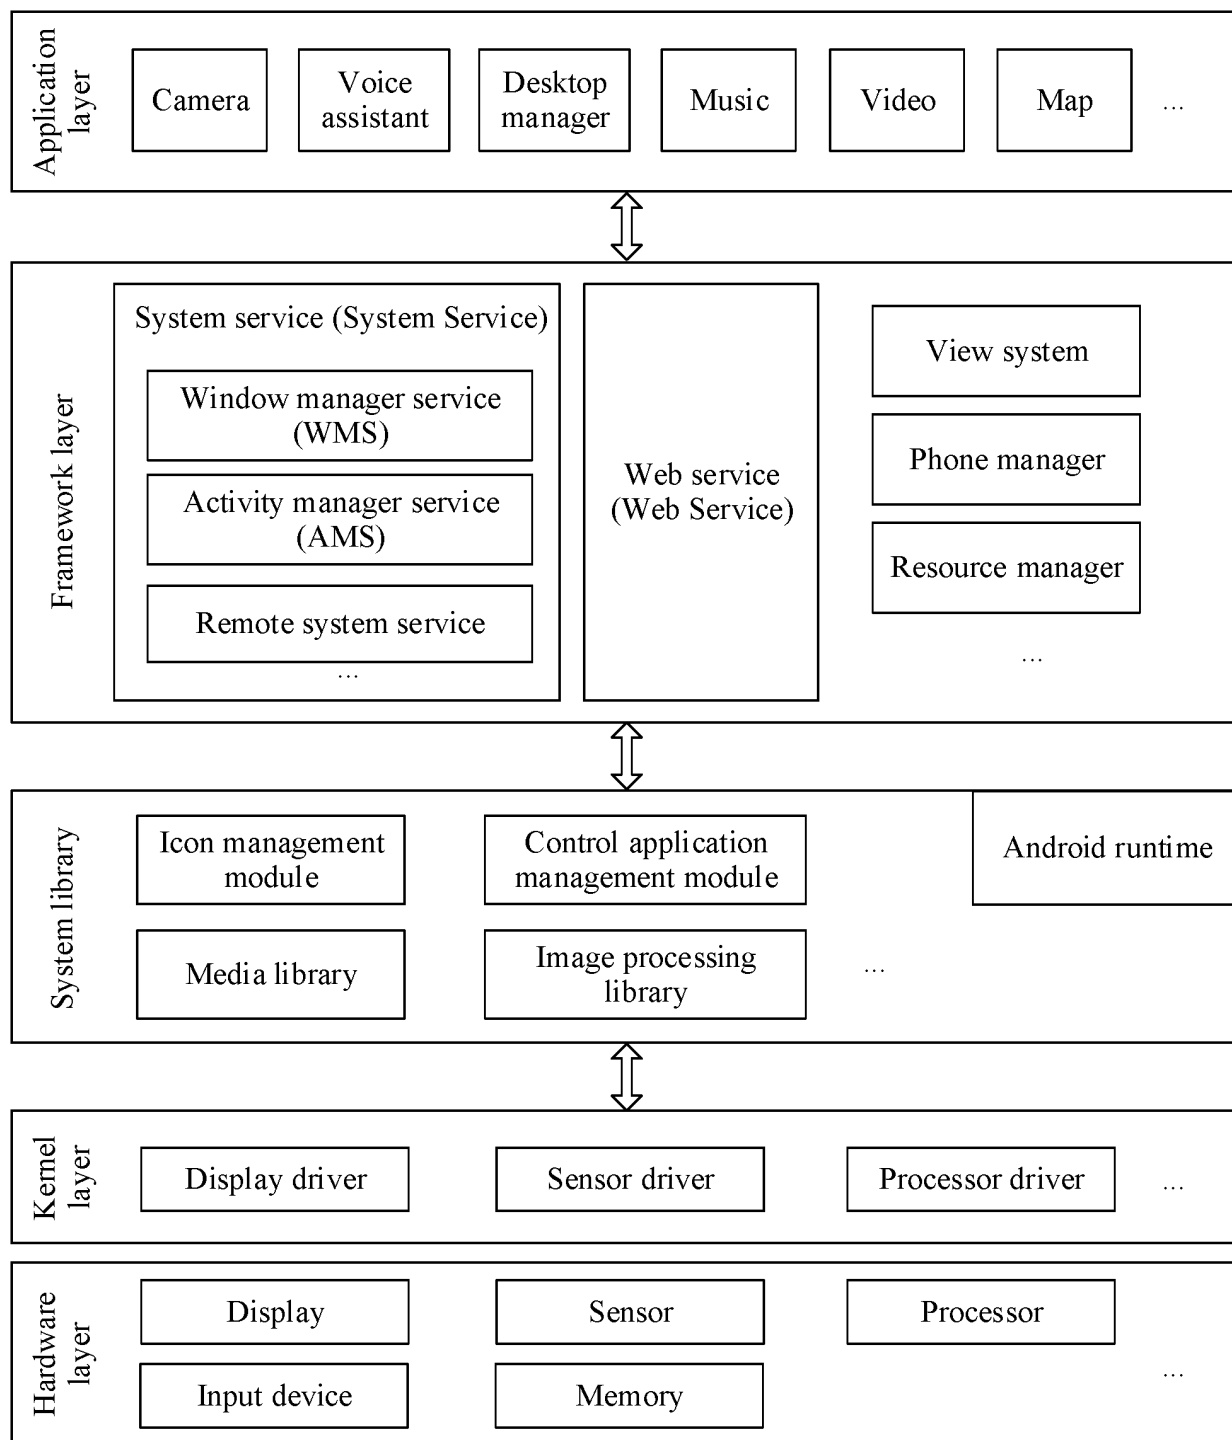 Application
layer
Camera
Voice
assistant
Desktop
manager
Music
Video
Map
...
Framework layer
System service (System Service)
Window manager service
(WMS)
Activity manager service
(AMS)
Remote system service
...
Web service
(Web Service)
View system
Phone manager
Resource manager
...
System library
Icon management
module
Control application
management module
Android runtime
Media library
Image processing
library
...
Kernel
layer
Display driver
Sensor driver
Processor driver
...
Hardware
layer
Display
Sensor
Processor
Input device
Memory
...